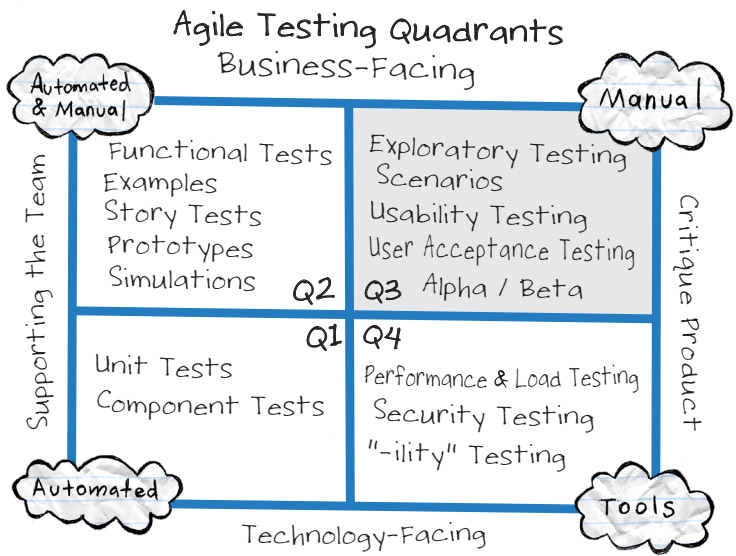 Agile Testing Quadrants
Business-Facing
Automated
& Manual
Manual
Supporting the Team
Functional Tests
Examples
Story Tests
Prototypes
Simulations
Q2
Exploratory Testing
Scenarios
Usability Testing
User Acceptance Testing
Q3 Alpha / Beta
Critique Product
Q1
Unit Tests
Component Tests
Q4
Performance & Load Testing
Security Testing
"-ility" Testing
Automated
Tools
Technology-Facing